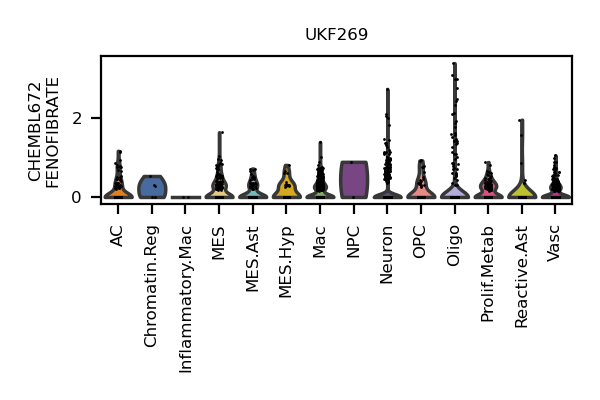 UKF269
CHEMBL672
FENOFIBRATE
2
0
AC
Chromatin.Reg
Inflammatory.Mac
MES
MES.Ast
MES.Hyp
Mac
NPC
Neuron
OPC
Oligo
Prolif.Metab
Reactive.Ast
Vasc